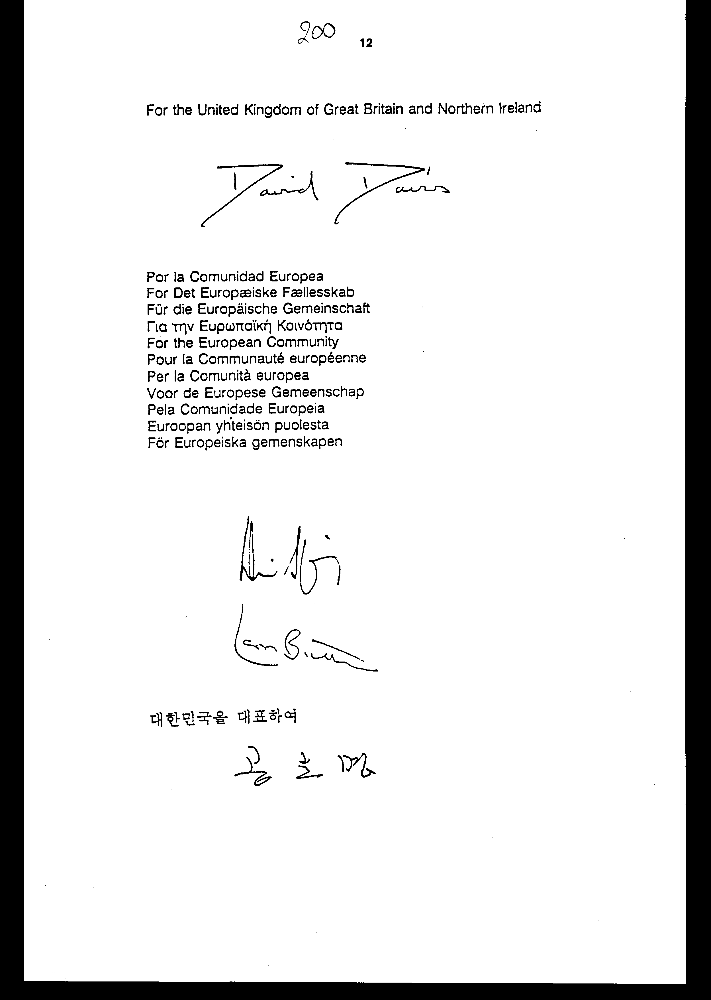 200
12
For the United Kingdom of Great Britain and Northern Ireland
David Davis
Por la Comunidad Europea
For Det Europæiske Fællesskab
Für die Europäische Gemeinschaft
Για την Ευρωπαϊκή Κοινότητα
For the European Community
Pour la Communauté européenne
Per la Comunità europea
Voor de Europese Gemeenschap
Pela Comunidade Europeia
Euroopan yhteisön puolesta
För Europeiska gemenskapen
대한민국을 대표하여
공 로 명